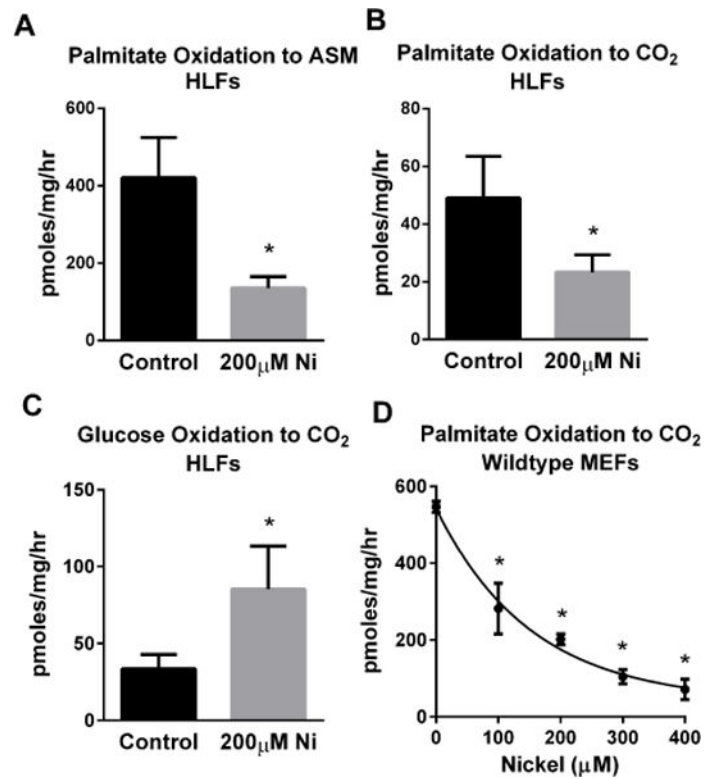 A
Palmitate Oxidation to ASM
HLFs
pmoles/mg/hr
600
400
200
0
*
Control
200μM Ni
B
Palmitate Oxidation to CO₂
HLFs
pmoles/mg/hr
80
60
40
20
0
*
Control
200μM Ni
C
Glucose Oxidation to CO₂
HLFs
pmoles/mg/hr
150
100
50
0
*
Control
200μM Ni
D
Palmitate Oxidation to CO₂
Wildtype MEFs
pmoles/mg/hr
600
400
200
0
*
*
*
*
0 100 200 300 400
Nickel (μM)